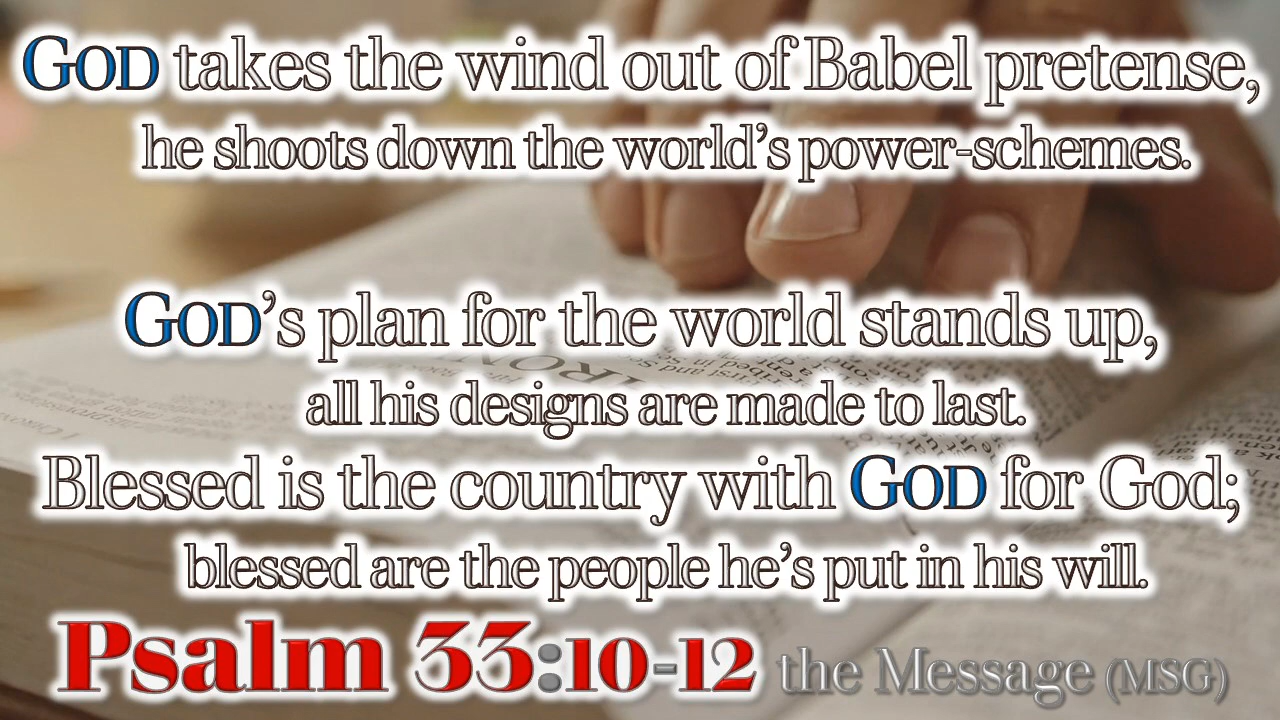 GOD takes the wind out of Babel pretense,
he shoots down the world’s power-schemes.
GOD’s plan for the world stands up,
all his designs are made to last.
Blessed is the country with GOD for God;
blessed are the people he’s put in his will.
Psalm 33:10-12 the Message (MSG)